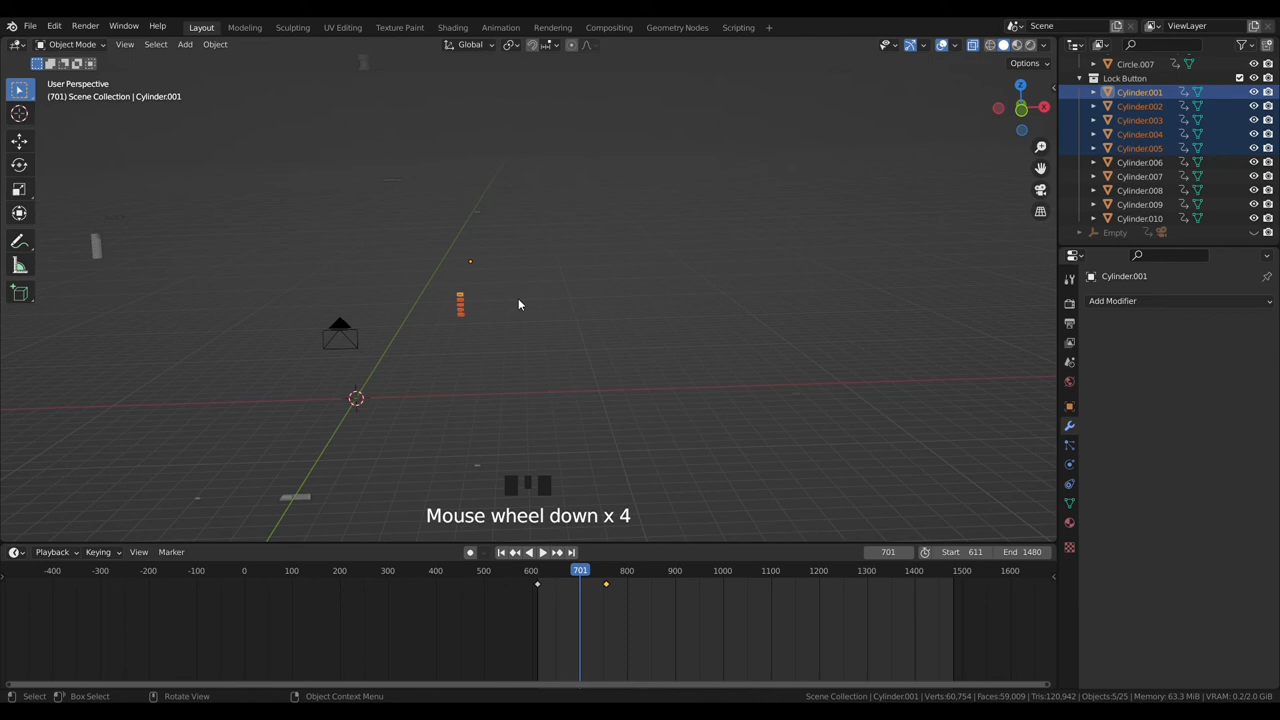 File Edit Render Window Help Layout Modeling Sculpting UV Editing Texture Paint Shading Animation Rendering Compositing Geometry Nodes Scripting + Scene ViewLayer
Object Mode View Select Add Object Global
Options
User Perspective
(701) Scene Collection | Cylinder.001
Z
X
Circle.007
Lock Button
Cylinder.001
Cylinder.002
Cylinder.003
Cylinder.004
Cylinder.005
Cylinder.006
Cylinder.007
Cylinder.008
Cylinder.009
Cylinder.010
Empty
Cylinder.001
Add Modifier
Mouse wheel down x 4
Playback Keying View Marker 701 Start 611 End 1480
-400 -300 -200 -100 0 100 200 300 400 500 600 701 800 900 1000 1100 1200 1300 1400 1500 1600
Select Box Select Rotate View Object Context Menu Scene Collection | Cylinder.001 | Verts:60,754 | Faces:59,009 | Tris:120,942 | Objects:5/25 | Memory: 63.3 MiB | VRAM: 0.2/2.0 GiB